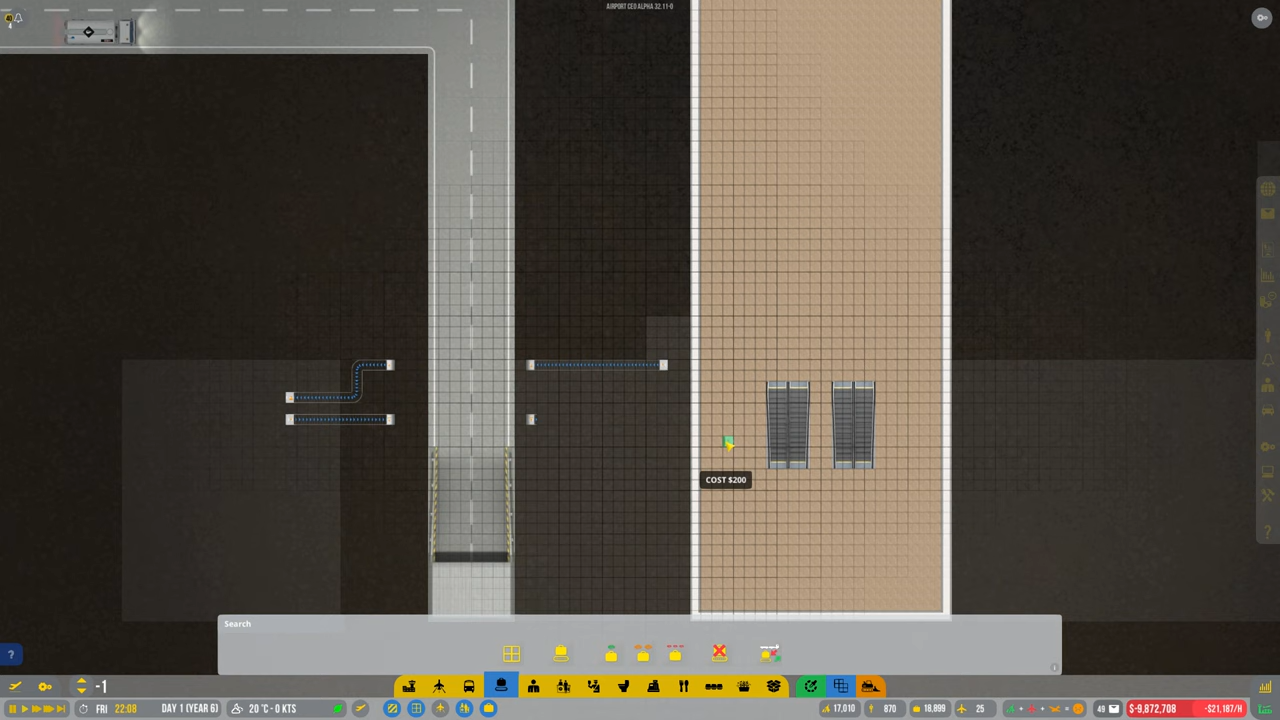 AIRPORT CEO ALPHA 32.11-0
4
COST $200
Search
?
-1
FRI 22:08 DAY 1 (YEAR 6) 20 °C - 0 KTS
17,010 870 18,899 25
49 $-9,872,708 -$21,187/H